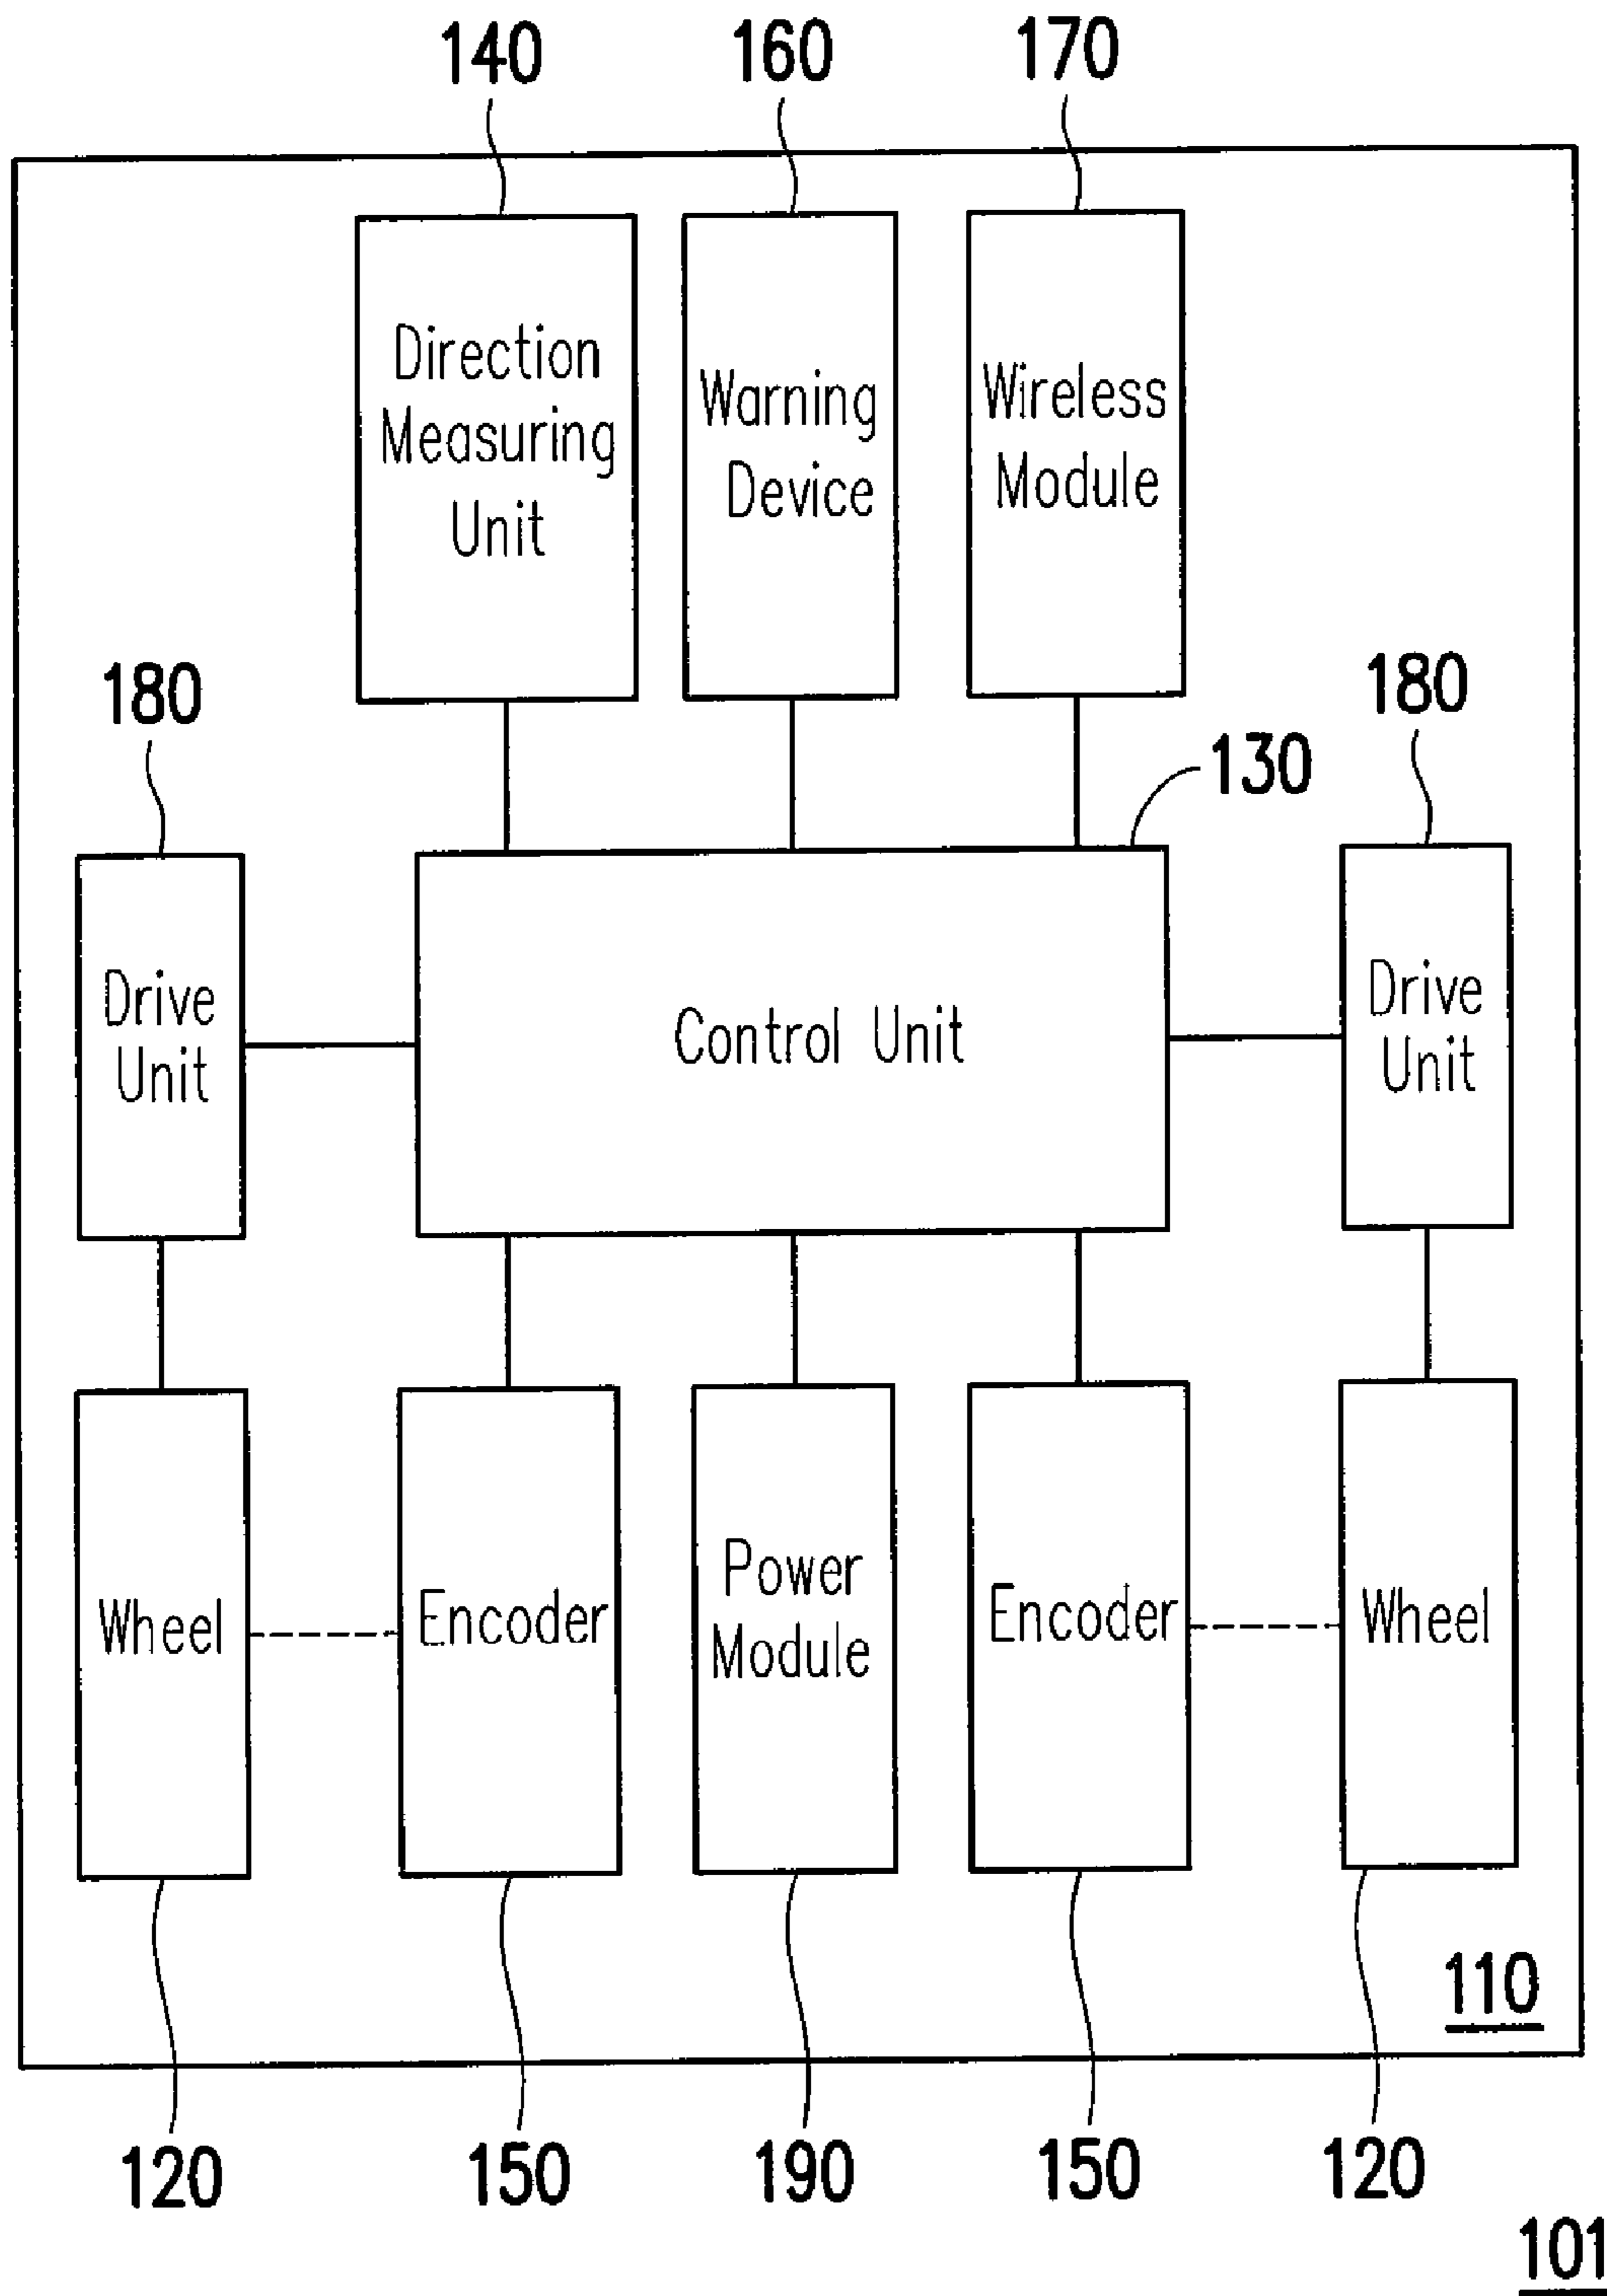 140
160
170
Direction
Measuring
Unit
Warning
Device
Wireless
Module
180
180
130
Drive
Unit
Control Unit
Drive
Unit
Wheel
Encoder
Power
Module
Encoder
Wheel
110
120
150
190
150
120
101